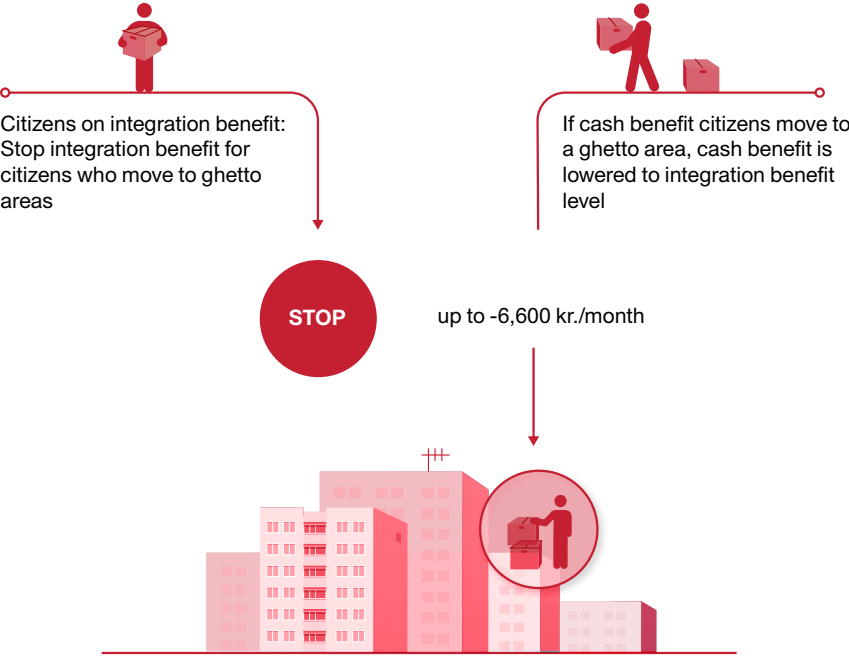 Citizens on integration benefit:
Stop integration benefit for
citizens who move to ghetto
areas
If cash benefit citizens move to
a ghetto area, cash benefit is
lowered to integration benefit
level
STOP
up to -6,600 kr./month